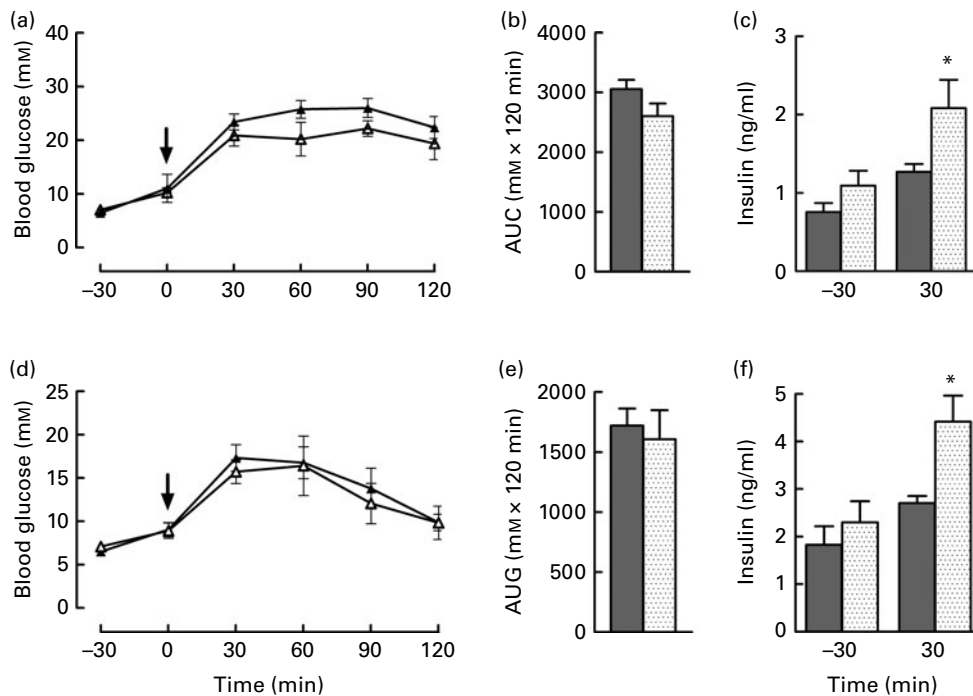 (a)
Blood glucose (mM)
40
30
20
10
0
–30 0 30 60 90 120
(b)
AUC (mM × 120 min)
4000
3000
2000
1000
0
(c)
Insulin (ng/ml)
3
2
1
0
*
–30 30
(d)
Blood glucose (mM)
25
20
15
10
5
0
–30 0 30 60 90 120
Time (min)
(e)
AUG (mM × 120 min)
2000
1500
1000
500
0
(f)
Insulin (ng/ml)
5
4
3
2
1
0
*
–30 30
Time (min)